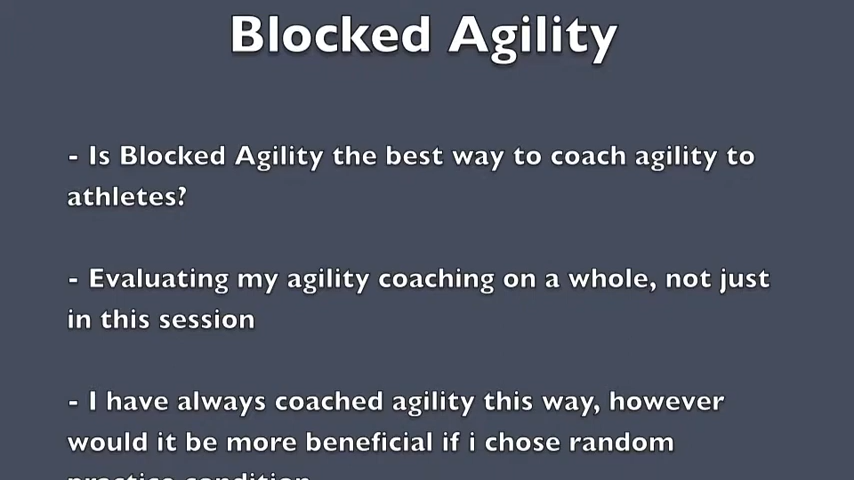 Blocked Agility
- Is Blocked Agility the best way to coach agility to
athletes?
- Evaluating my agility coaching on a whole, not just
in this session
- I have always coached agility this way, however
would it be more beneficial if i chose random
practice condition